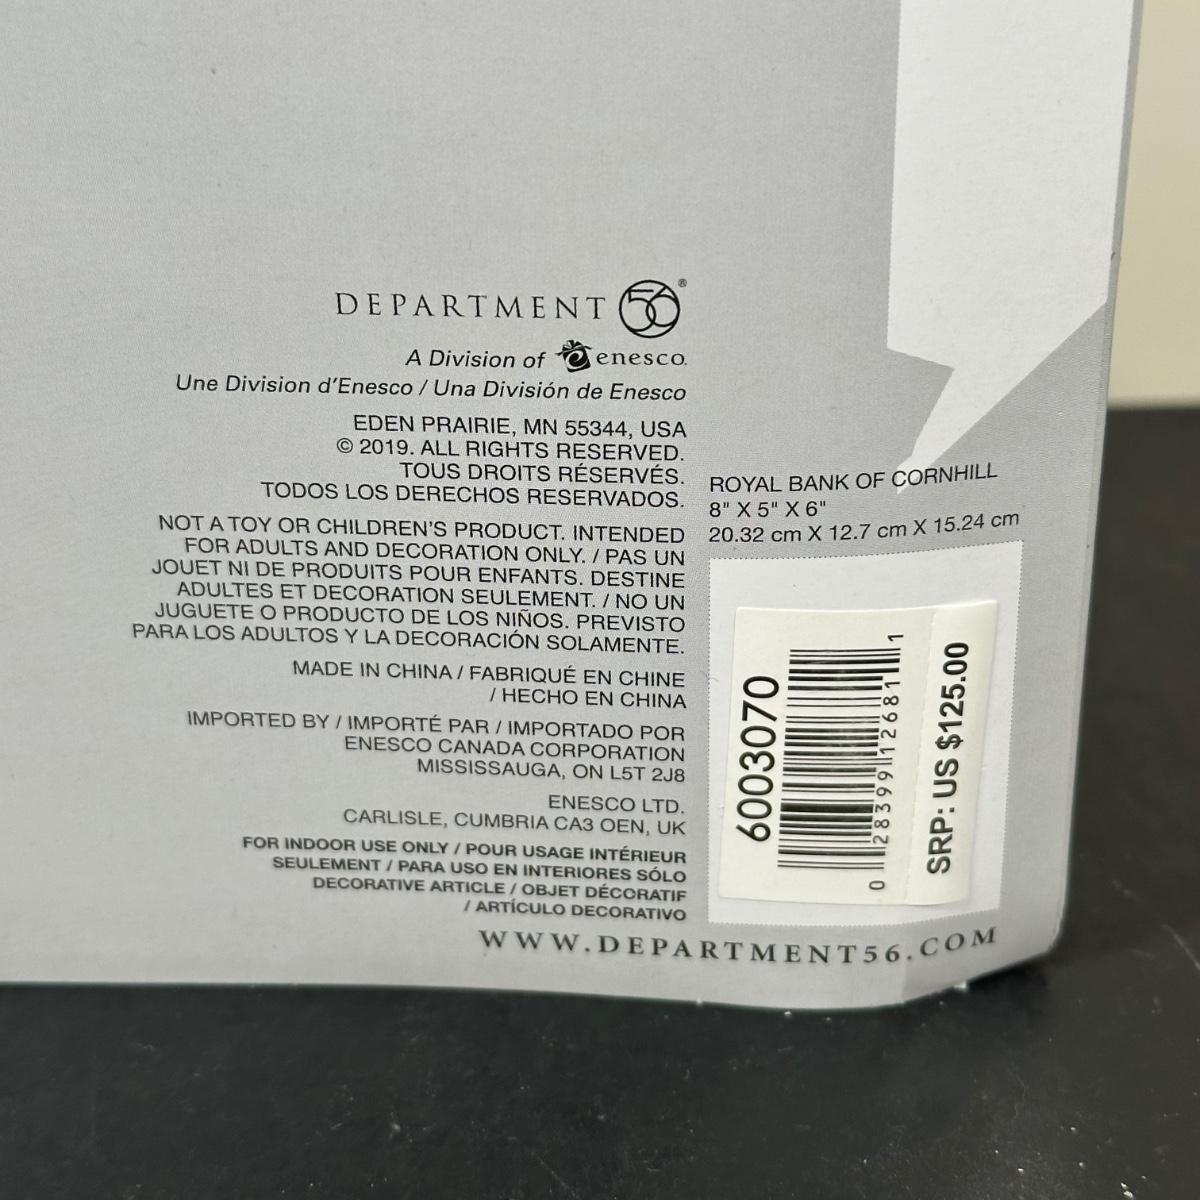 DEPARTMENT 56®
A Division of enesco.
Une Division d'Enesco / Una División de Enesco
EDEN PRAIRIE, MN 55344, USA
© 2019. ALL RIGHTS RESERVED.
TOUS DROITS RÉSERVÉS.
TODOS LOS DERECHOS RESERVADOS.
NOT A TOY OR CHILDREN'S PRODUCT. INTENDED
FOR ADULTS AND DECORATION ONLY. / PAS UN
JOUET NI DE PRODUITS POUR ENFANTS. DESTINE
ADULTES ET DECORATION SEULEMENT. / NO UN
JUGUETE O PRODUCTO DE LOS NIÑOS. PREVISTO
PARA LOS ADULTOS Y LA DECORACIÓN SOLAMENTE.
MADE IN CHINA / FABRIQUÉ EN CHINE
/ HECHO EN CHINA
IMPORTED BY / IMPORTÉ PAR / IMPORTADO POR
ENESCO CANADA CORPORATION
MISSISSAUGA, ON L5T 2J8
ENESCO LTD.
CARLISLE, CUMBRIA CA3 OEN, UK
FOR INDOOR USE ONLY / POUR USAGE INTÉRIEUR
SEULEMENT / PARA USO EN INTERIORES SÓLO
DECORATIVE ARTICLE / OBJET DÉCORATIF
/ ARTÍCULO DECORATIVO
ROYAL BANK OF CORNHILL
8" X 5" X 6"
20.32 cm X 12.7 cm X 15.24 cm
6003070
0 28399 12681 1
SRP: US $125.00
WWW.DEPARTMENT56.COM